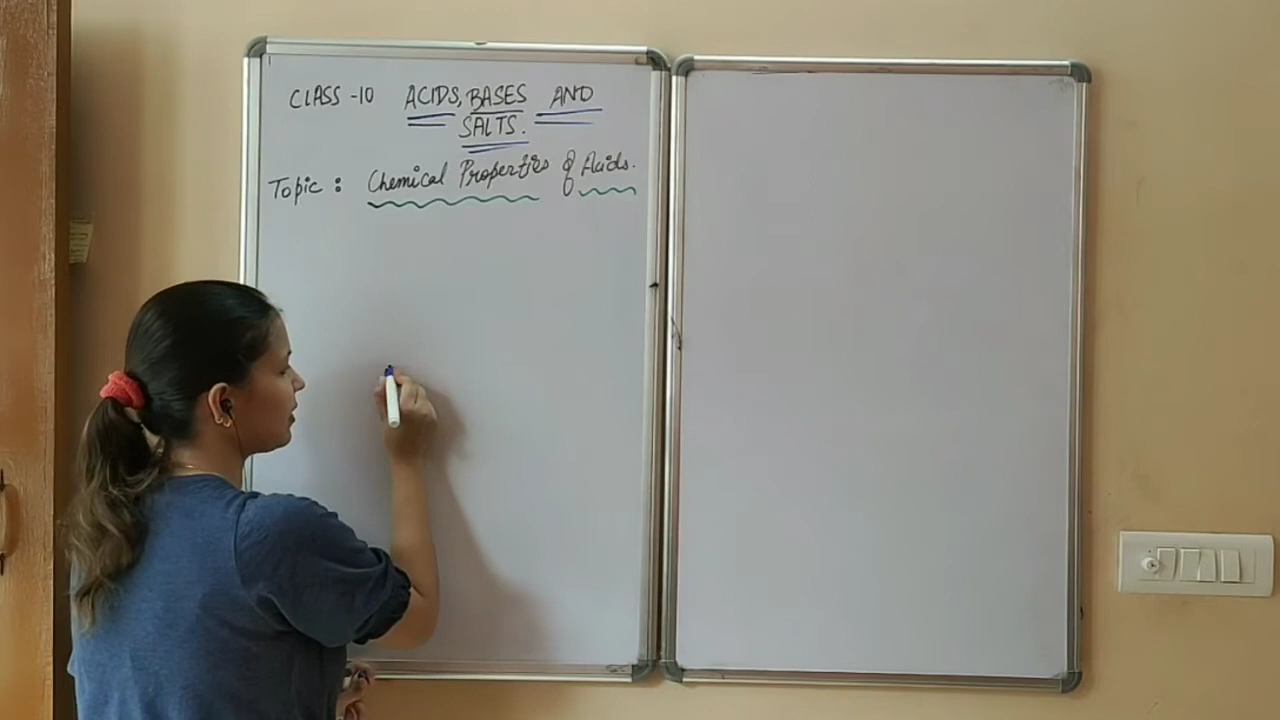 CLASS -10 ACIDS, BASES AND
SALTS.
Topic : Chemical Properties of Acids.